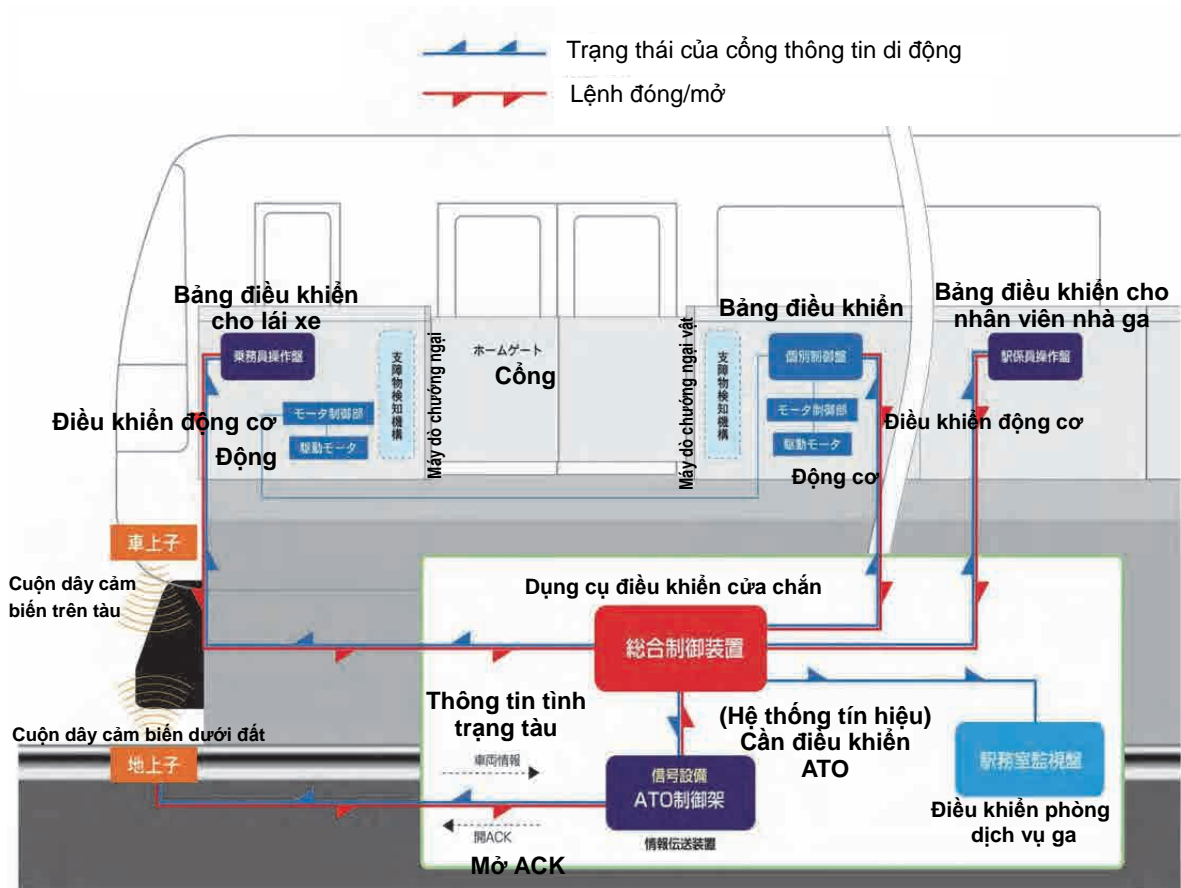 Trạng thái của cổng thông tin di động
Lệnh đóng/mở
Bảng điều khiển
cho lái xe
Bảng điều khiển
Bảng điều khiển cho
nhân viên nhà ga
乗務員操作盤
支障物検知機構
Máy dò chướng ngại
ホームゲート
Cổng
Máy dò chướng ngại vật
支障物検知機構
個別制御盤
駅係員操作盤
Điều khiển động cơ
モータ制御部
モータ制御部
Điều khiển động cơ
Động
駆動モータ
駆動モータ
Động cơ
車上子
Cuộn dây cảm
biến trên tàu
Dụng cụ điều khiển cửa chắn
総合制御装置
Thông tin tình
trạng tàu
(Hệ thống tín hiệu)
Cần điều khiển
ATO
Cuộn dây cảm biến dưới đất
地上子
車両情報
信号設備
ATO制御架
駅務室監視盤
開ACK
情報伝送装置
Mở ACK
Điều khiển phòng
dịch vụ ga